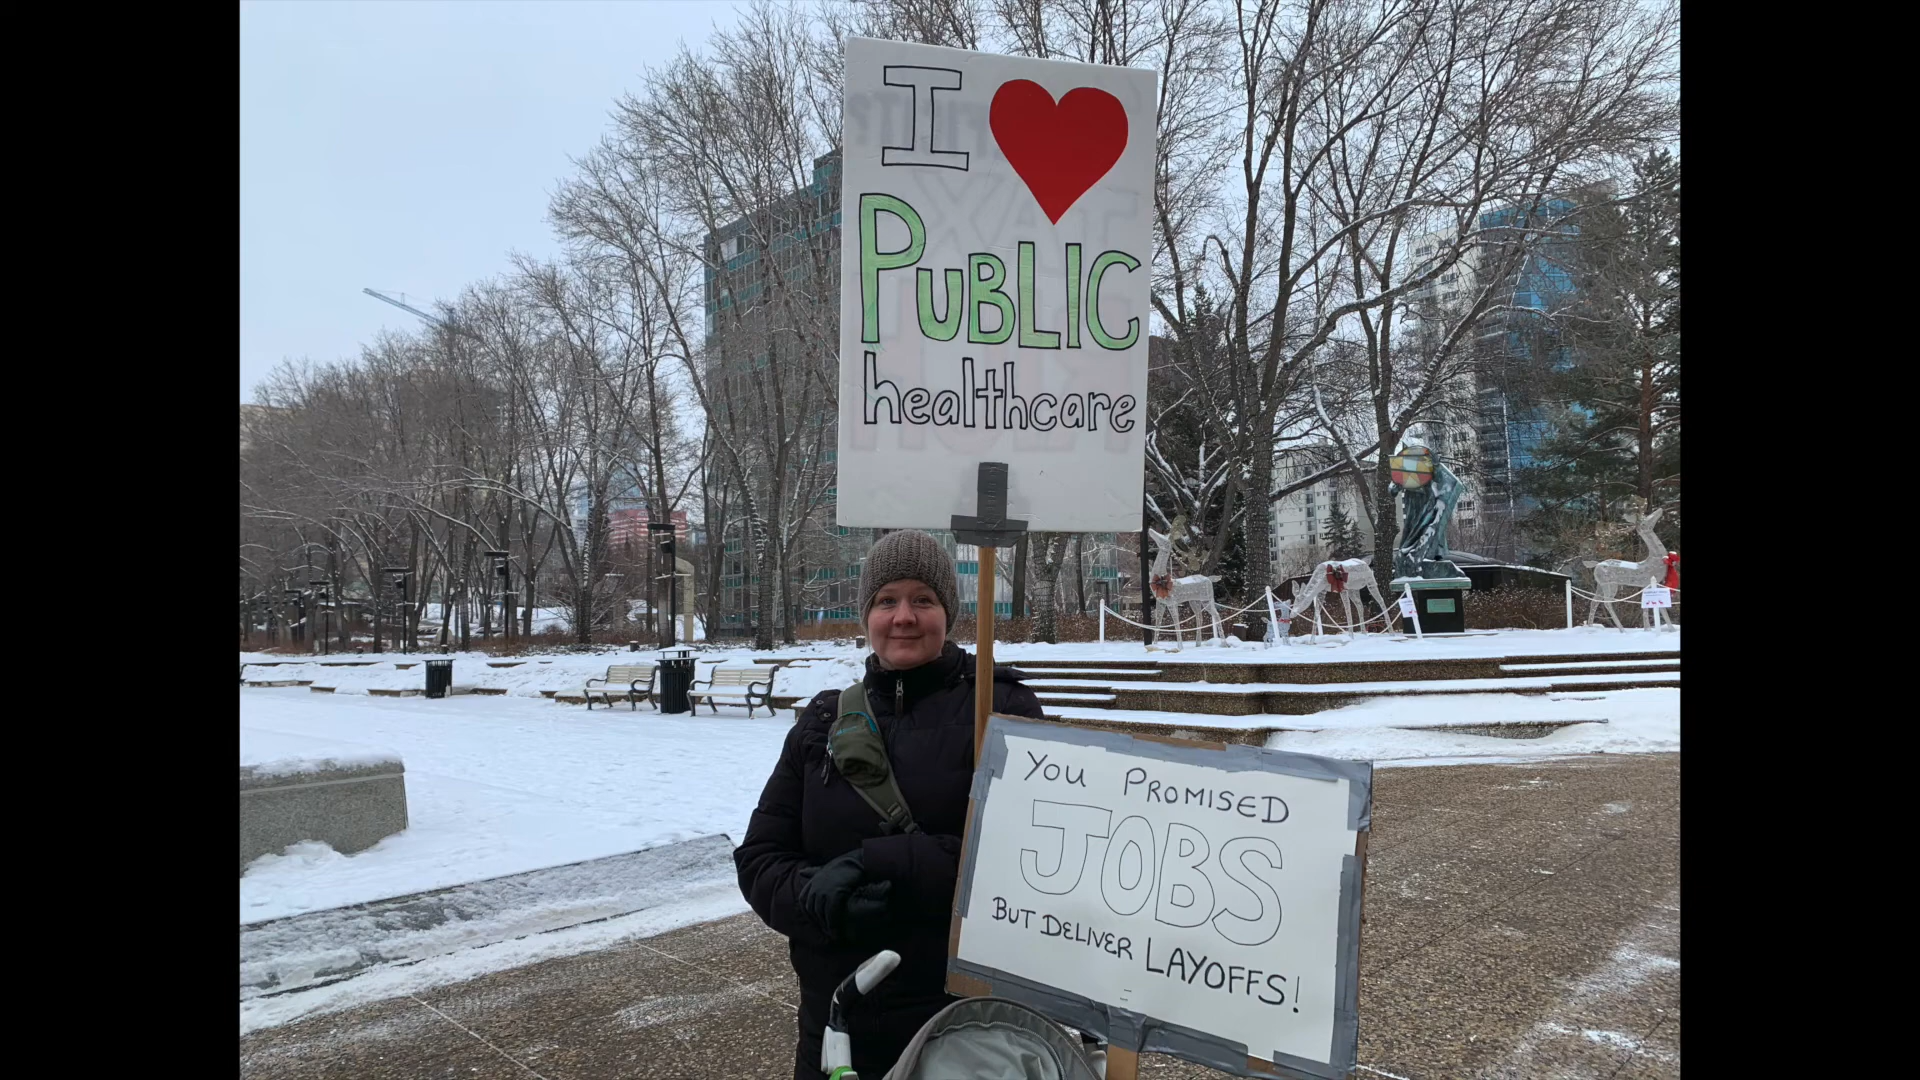 I ❤
PUBLIC
healthcare
YOU PROMISED
JOBS
BUT DELIVER LAYOFFS!